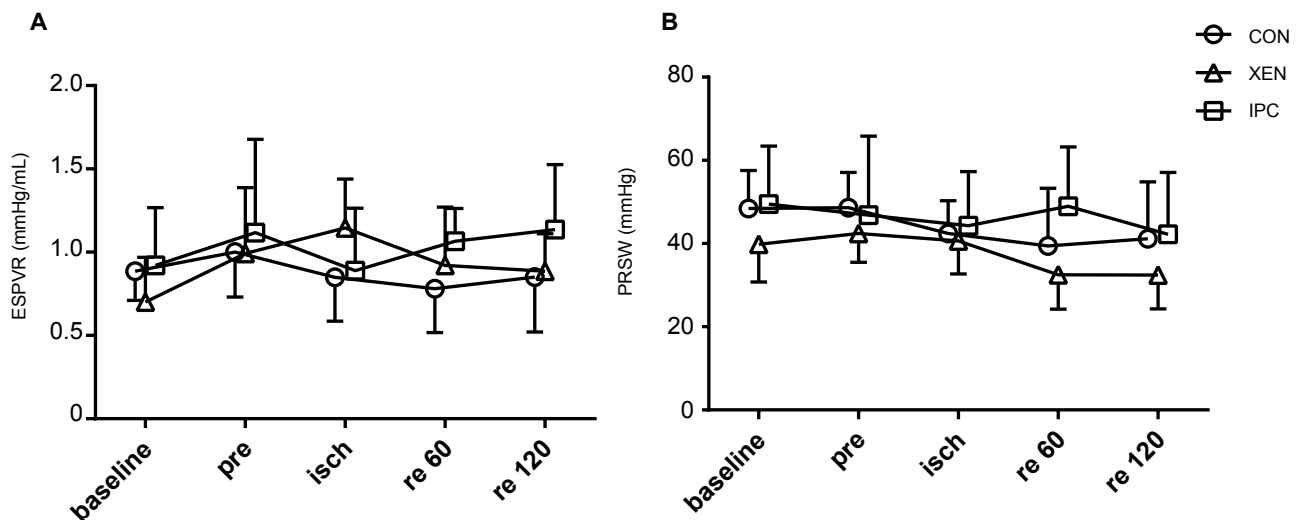 A
B
CON
XEN
IPC
ESPVR (mmHg/mL)
2.0
1.5
1.0
0.5
0
baseline
pre
isch
re 60
re 120
PRSW (mmHg)
80
60
40
20
0
baseline
pre
isch
re 60
re 120